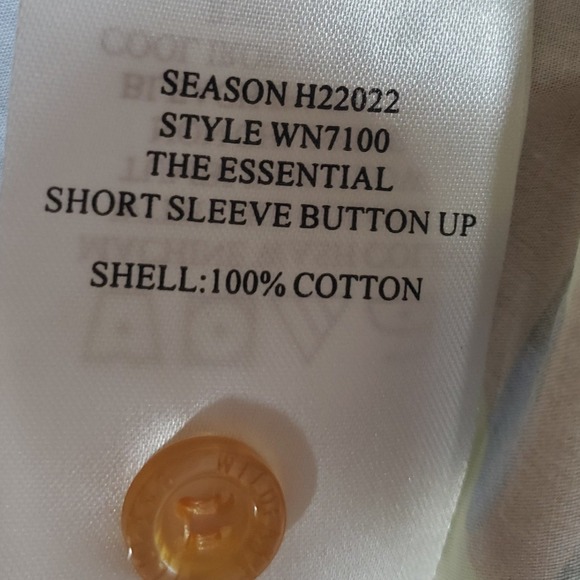 SEASON H22022
STYLE WN7100
THE ESSENTIAL
SHORT SLEEVE BUTTON UP
SHELL:100% COTTON